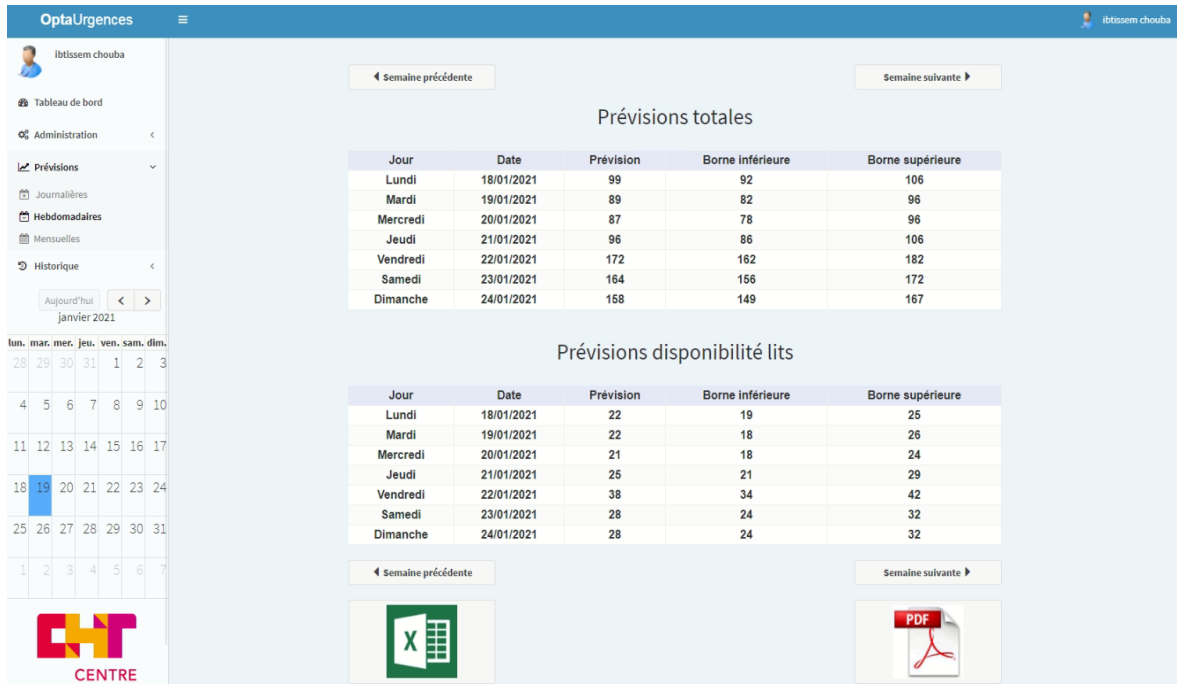 OptaUrgences
ibtissem chouba
ibtissem chouba
Tableau de bord
Administration
Prévisions
Journalières
Hebdomadaires
Mensuelles
Historique
Aujourd'hui
janvier 2021
lun. mar. mer. jeu. ven. sam. dim.
28 29 30 31 1 2 3
4 5 6 7 8 9 10
11 12 13 14 15 16 17
18 19 20 21 22 23 24
25 26 27 28 29 30 31
1 2 3 4 5 6 7
CHT
CENTRE
Semaine précédente Semaine suivante
Prévisions totales
Jour Date Prévision Borne inférieure Borne supérieure
Lundi 18/01/2021 99 92 106
Mardi 19/01/2021 89 82 96
Mercredi 20/01/2021 87 78 96
Jeudi 21/01/2021 96 86 106
Vendredi 22/01/2021 172 162 182
Samedi 23/01/2021 164 156 172
Dimanche 24/01/2021 158 149 167
Prévisions disponibilité lits
Jour Date Prévision Borne inférieure Borne supérieure
Lundi 18/01/2021 22 19 25
Mardi 19/01/2021 22 18 26
Mercredi 20/01/2021 21 18 24
Jeudi 21/01/2021 25 21 29
Vendredi 22/01/2021 38 34 42
Samedi 23/01/2021 28 24 32
Dimanche 24/01/2021 28 24 32
Semaine précédente Semaine suivante
X PDF